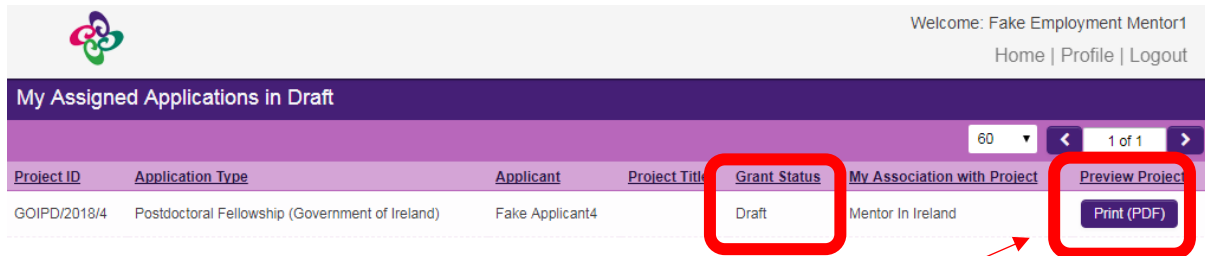 Welcome: Fake Employment Mentor1
Home | Profile | Logout
My Assigned Applications in Draft
60 1 of 1
Project ID Application Type Applicant Project Title Grant Status My Association with Project Preview Project
GOIPD/2018/4 Postdoctoral Fellowship (Government of Ireland) Fake Applicant4 Draft Mentor In Ireland Print (PDF)